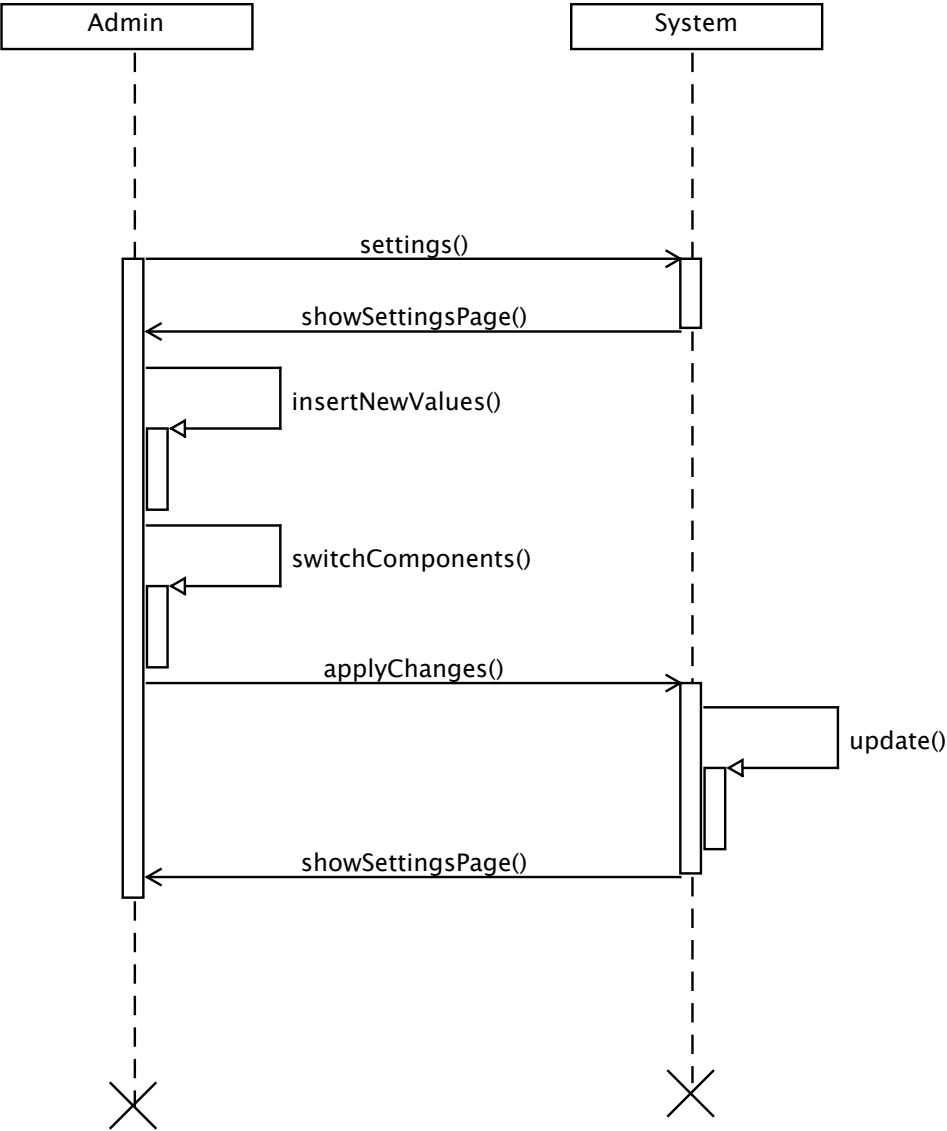 Admin
System
settings()
showSettingsPage()
insertNewValues()
switchComponents()
applyChanges()
update()
showSettingsPage()